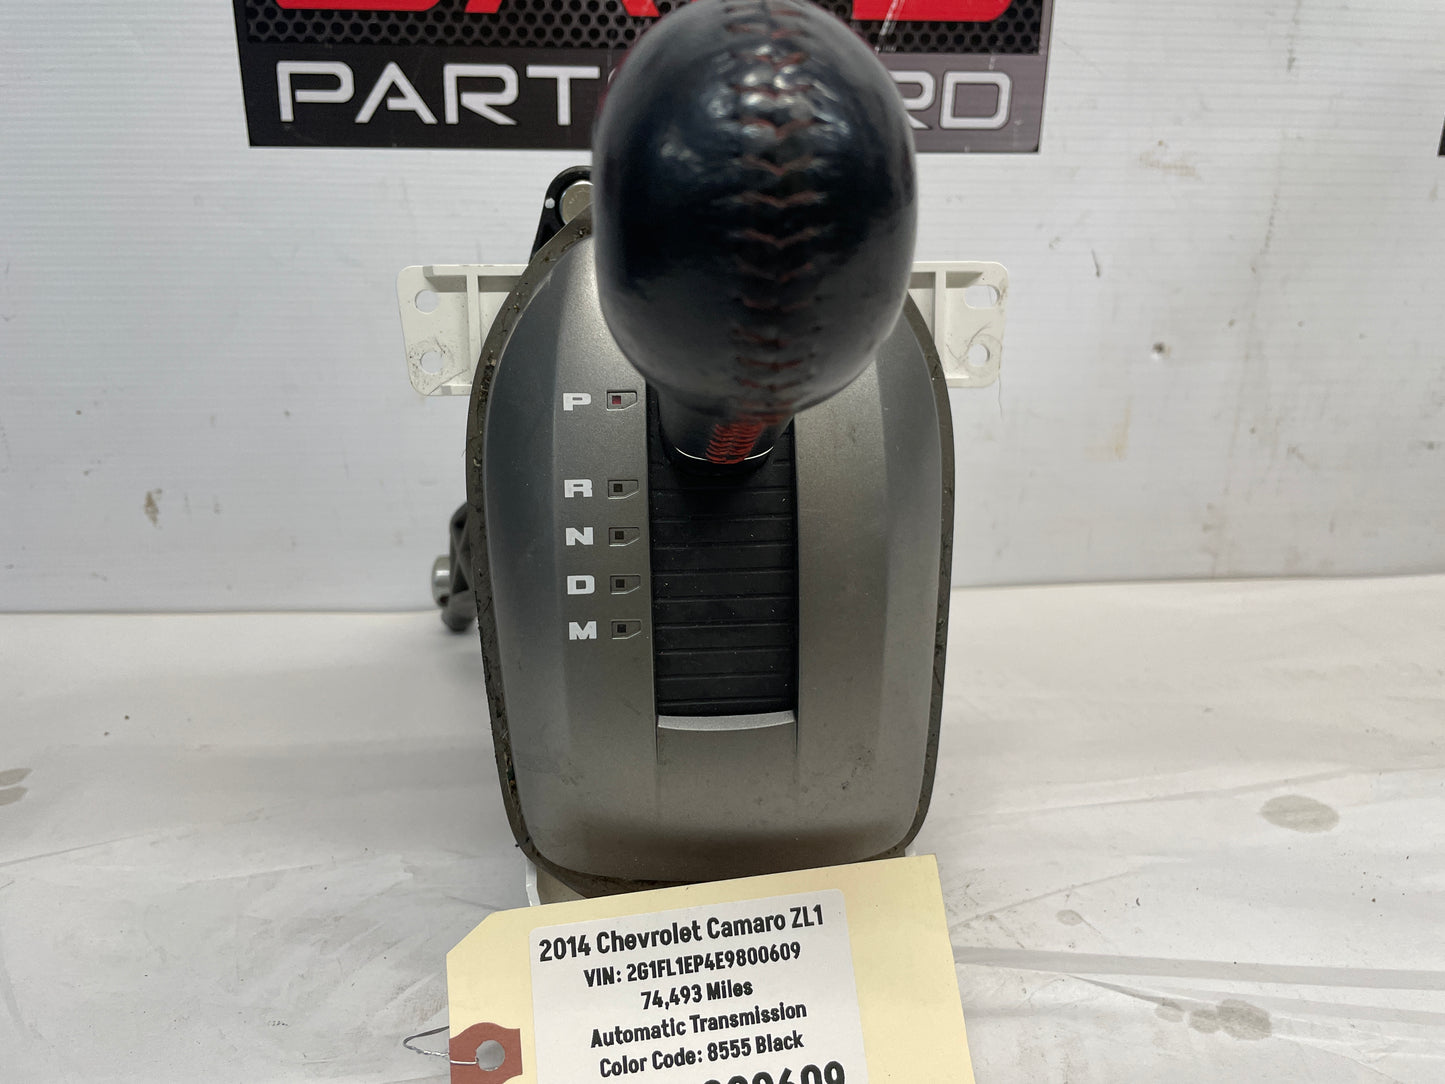 PART RD
P
R
N
D
M
2014 Chevrolet Camaro ZL1
VIN: 2G1FL1EP4E9800609
74,493 Miles
Automatic Transmission
Color Code: 8555 Black